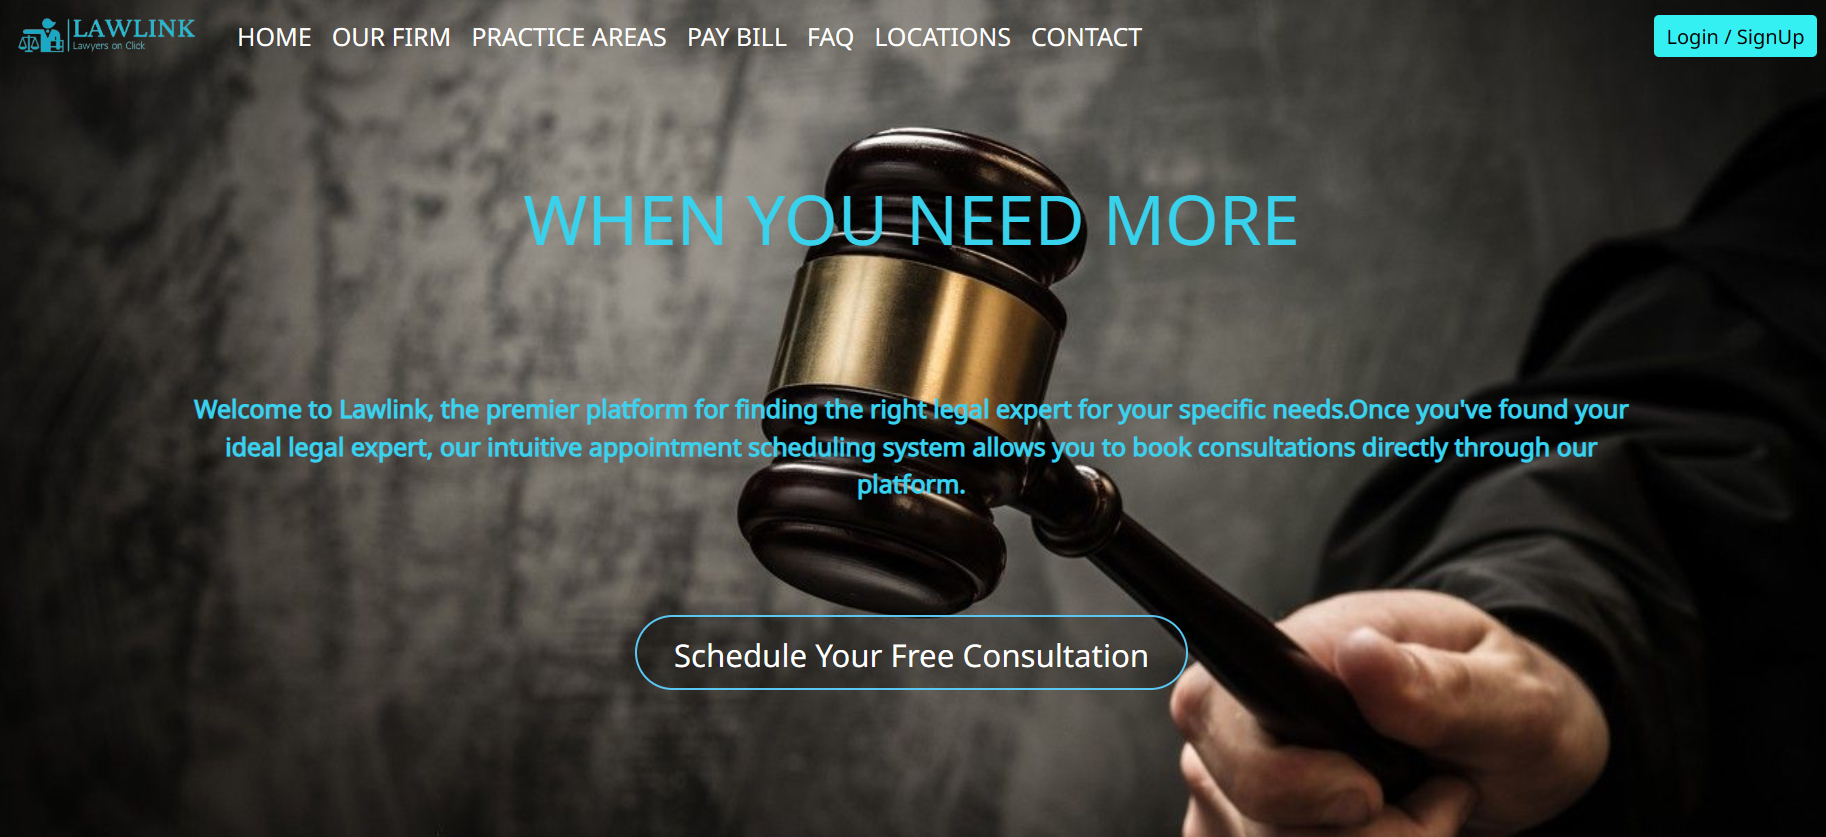 LAWLINK
Lawyers on Click
HOME OUR FIRM PRACTICE AREAS PAY BILL FAQ LOCATIONS CONTACT
Login / SignUp
WHEN YOU NEED MORE
Welcome to Lawlink, the premier platform for finding the right legal expert for your specific needs.Once you've found your
ideal legal expert, our intuitive appointment scheduling system allows you to book consultations directly through our
platform.
Schedule Your Free Consultation